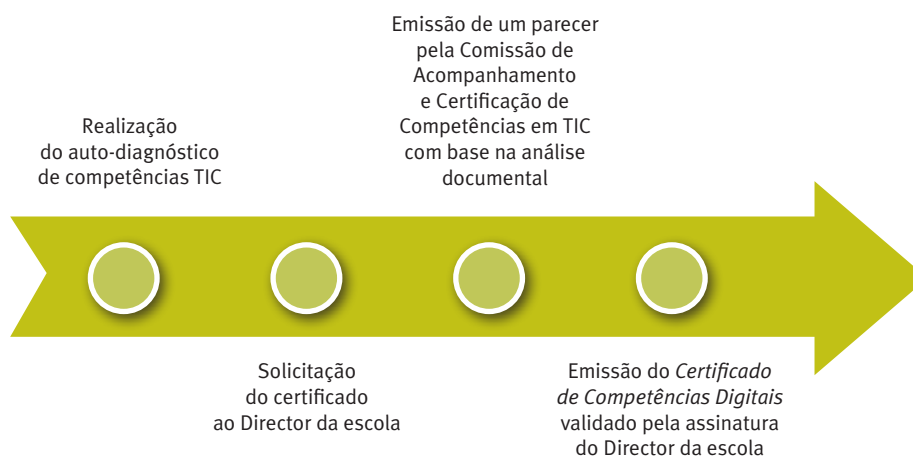 Realização
do auto-diagnóstico
de competências TIC
Solicitação
do certificado
ao Director da escola
Emissão de um parecer
pela Comissão de
Acompanhamento
e Certificação de
Competências em TIC
com base na análise
documental
Emissão do Certificado
de Competências Digitais
validado pela assinatura
do Director da escola